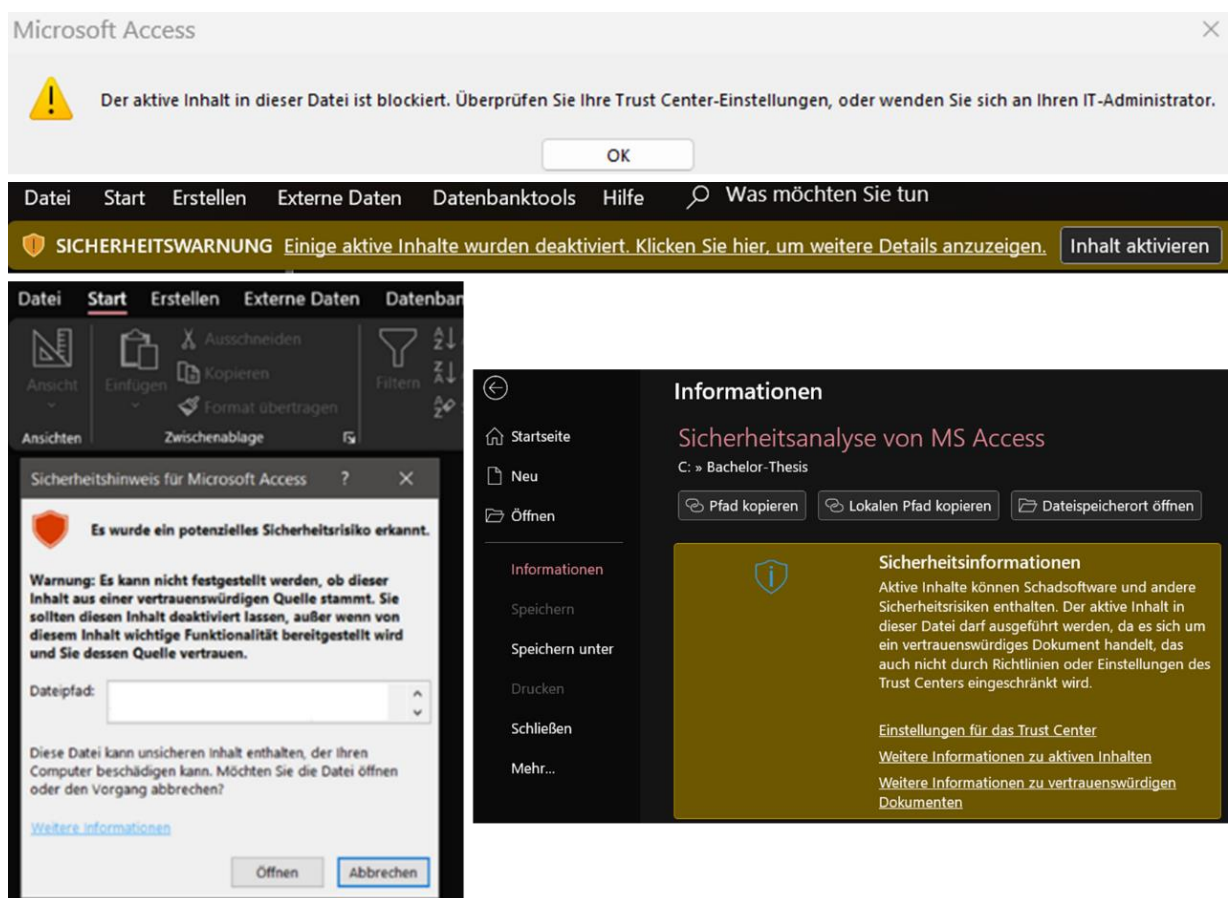 Microsoft Access
Der aktive Inhalt in dieser Datei ist blockiert. Überprüfen Sie Ihre Trust Center-Einstellungen, oder wenden Sie sich an Ihren IT-Administrator.
OK
Datei Start Erstellen Externe Daten Datenbanktools Hilfe Was möchten Sie tun
SICHERHEITSWARNUNG Einige aktive Inhalte wurden deaktiviert. Klicken Sie hier, um weitere Details anzuzeigen. Inhalt aktivieren
Datei Start Erstellen Externe Daten Datenban
Ausschneiden
Kopieren
Format übertragen
Ansicht Einfügen Filtern
Ansichten Zwischenablage
Sicherheitshinweis für Microsoft Access ?
Es wurde ein potenzielles Sicherheitsrisiko erkannt.
Warnung: Es kann nicht festgestellt werden, ob dieser
Inhalt aus einer vertrauenswürdigen Quelle stammt. Sie
sollten diesen Inhalt deaktiviert lassen, außer wenn von
diesem Inhalt wichtige Funktionalität bereitgestellt wird
und Sie dessen Quelle vertrauen.
Dateipfad:
Diese Datei kann unsicheren Inhalt enthalten, der Ihren
Computer beschädigen kann. Möchten Sie die Datei öffnen
oder den Vorgang abbrechen?
Weitere Informationen
Öffnen Abbrechen
Startseite
Neu
Öffnen
Informationen
Speichern
Speichern unter
Drucken
Schließen
Mehr...
Informationen
Sicherheitsanalyse von MS Access
C: » Bachelor-Thesis
Pfad kopieren Lokalen Pfad kopieren Dateispeicherort öffnen
Sicherheitsinformationen
Aktive Inhalte können Schadsoftware und andere
Sicherheitsrisiken enthalten. Der aktive Inhalt in
dieser Datei darf ausgeführt werden, da es sich um
ein vertrauenswürdiges Dokument handelt, das
auch nicht durch Richtlinien oder Einstellungen des
Trust Centers eingeschränkt wird.
Einstellungen für das Trust Center
Weitere Informationen zu aktiven Inhalten
Weitere Informationen zu vertrauenswürdigen
Dokumenten